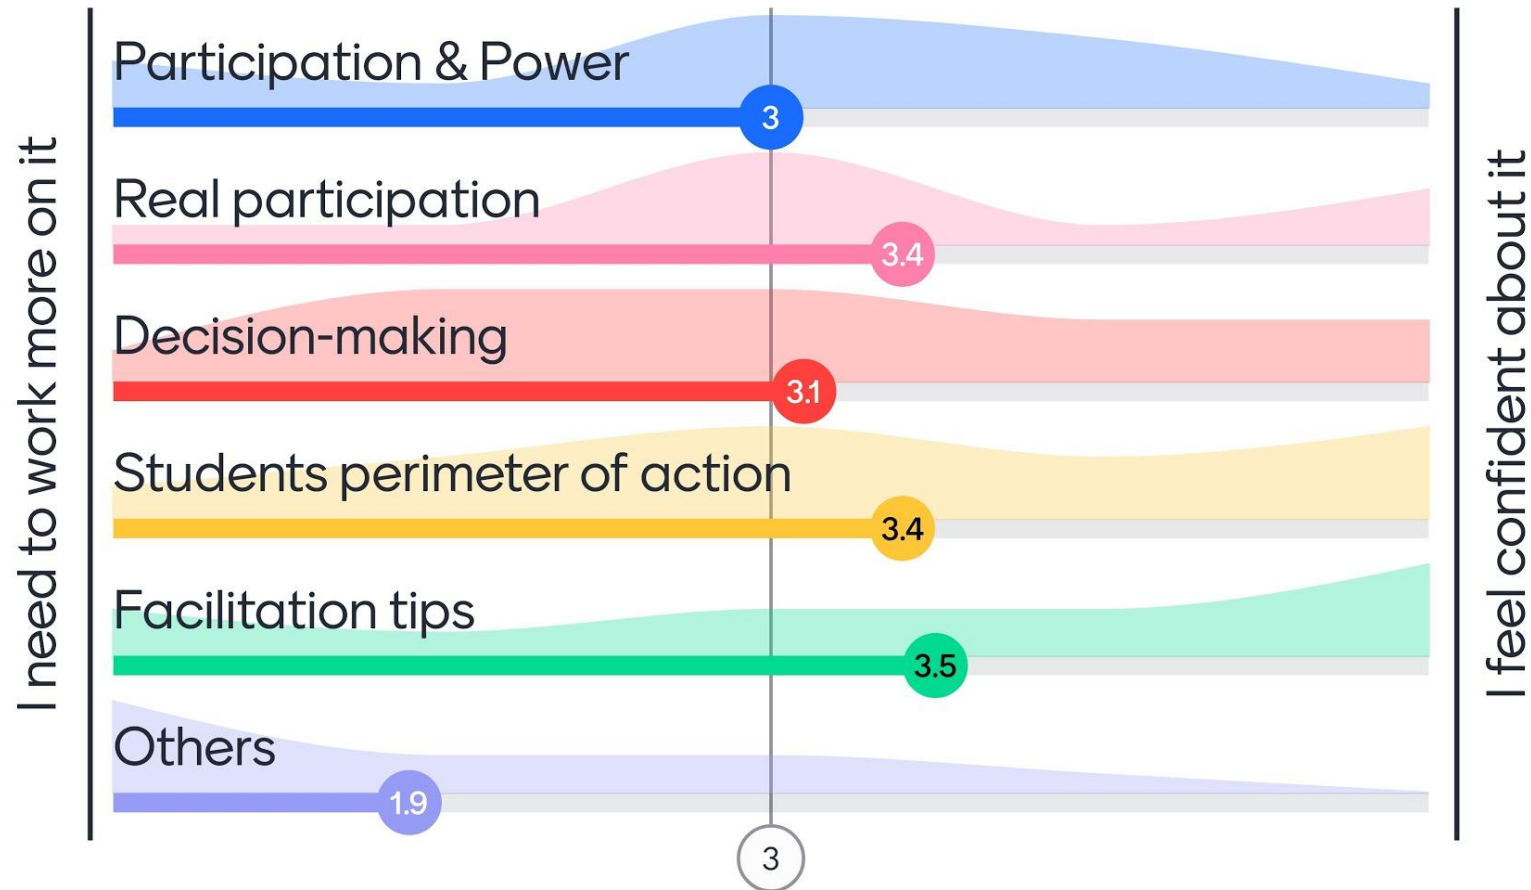 I need to work more on it
Participation & Power
3
Real participation
3.4
Decision-making
3.1
Students perimeter of action
3.4
Facilitation tips
3.5
Others
1.9
3
I feel confident about it